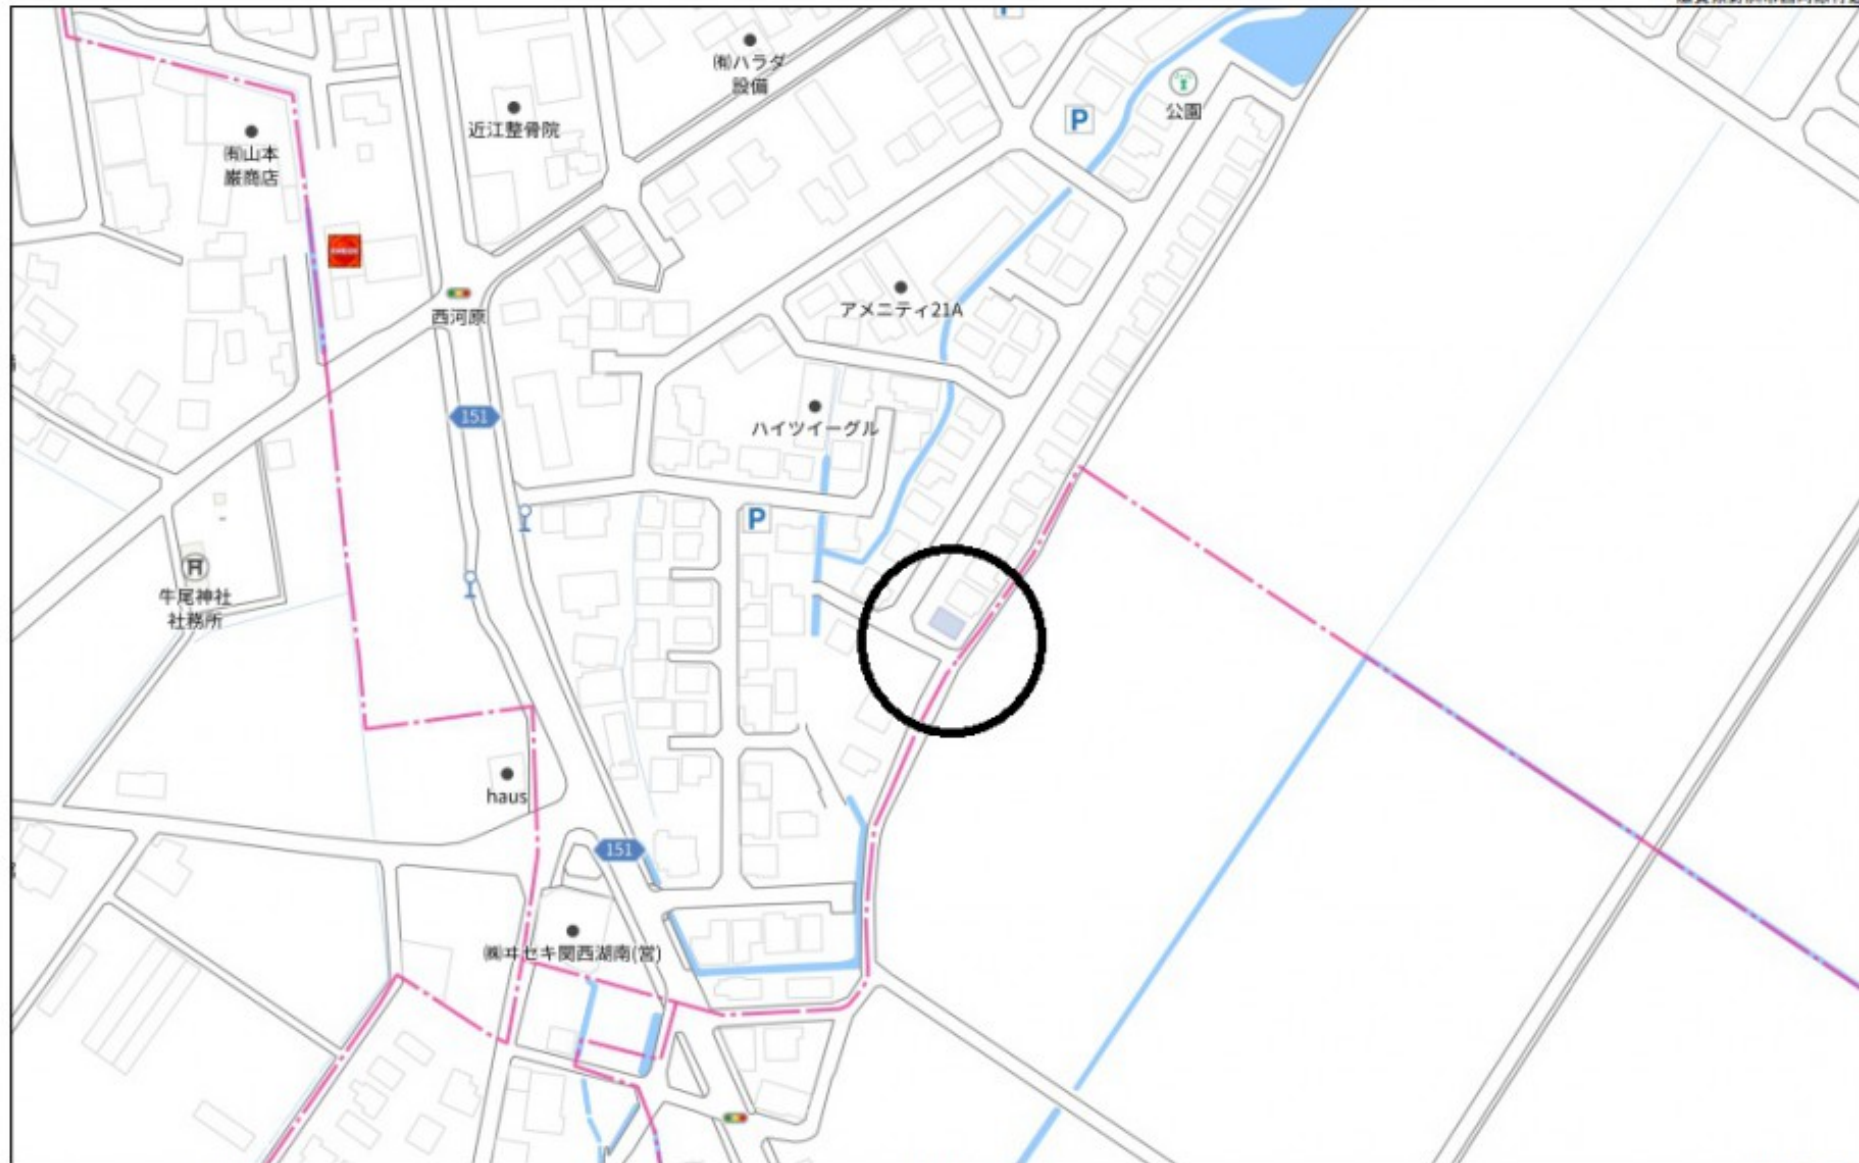 ㈲ハラダ
設備
近江整骨院
公園
P
㈲山本
巌商店
西河原
アメニティ21A
151
ハイツイーグル
P
牛尾神社
社務所
haus
151
㈱ヰセキ関西湖南(営)